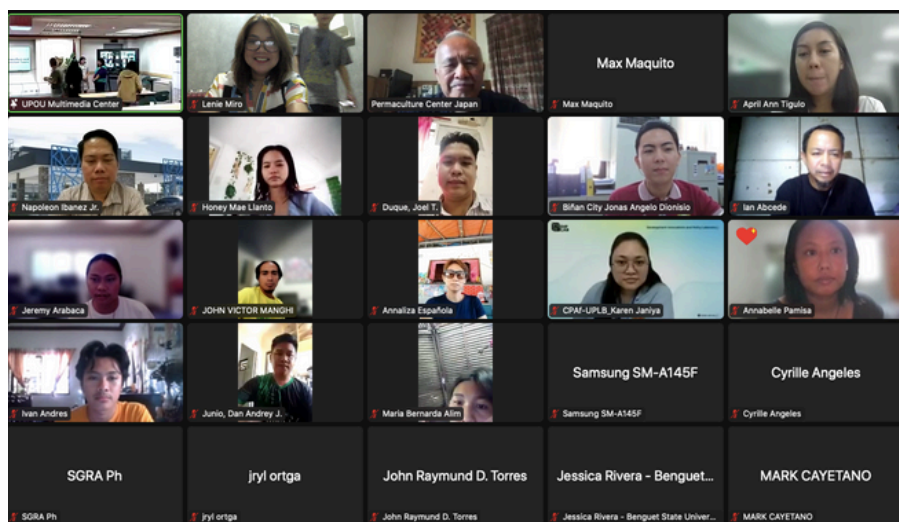 UPOU Multimedia Center
Lenie Miro
Permaculture Center Japan
Max Maquito
Max Maquito
April Ann Tigulo
Napoleon Ibanez Jr.
Honey Mae Llanto
Duque, Joel T.
Biñan City Jonas Angelo Dionisio
Ian Abcede
Jeremy Arabaca
JOHN VICTOR MANGHI
Annaliza Española
CPAf-UPLB_Karen Janiya
Annabelle Pamisa
Ivan Andres
Junio, Dan Andrey J.
Maria Bernarda Alim
Samsung SM-A145F
Samsung SM-A145F
Cyrille Angeles
Cyrille Angeles
SGRA Ph
SGRA Ph
jryl ortga
jryl ortga
John Raymund D. Torres
John Raymund D. Torres
Jessica Rivera - Benguet...
Jessica Rivera - Benguet State Univer...
MARK CAYETANO
MARK CAYETANO